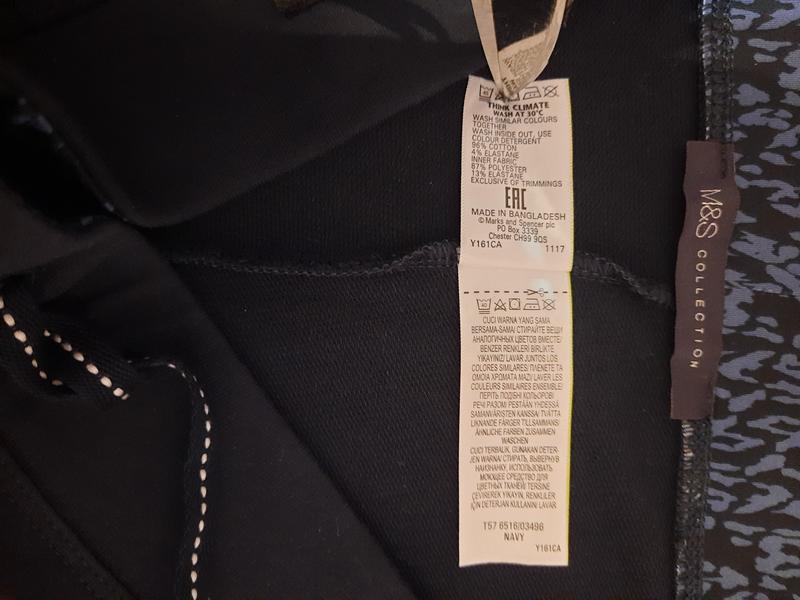 THINK CLIMATE
WASH AT 30°C
WASH SIMILAR COLOURS
TOGETHER
WASH INSIDE OUT, USE
COLOUR DETERGENT
96% COTTON
4% ELASTANE
INNER FABRIC
87% POLYESTER
13% ELASTANE
EXCLUSIVE OF TRIMMINGS
EAC
MADE IN BANGLADESH
©Marks and Spencer plc
PO Box 3339
Chester CH99 9QS
Y161CA 1117
CUCI WARNA YANG SAMA
BERSAMA-SAMA/ СТИРАЙТЕ ВЕЩИ
АНАЛОГИЧНЫХ ЦВЕТОВ ВМЕСТЕ/
BENZER RENKLERİ BİRLİKTE
YIKAYINIZ/ LAVAR JUNTOS LOS
COLORES SIMILARES/ ΠΛΕΝΕΤΕ ΤΑ
ΟΜΟΙΑ ΧΡΩΜΑΤΑ ΜΑΖΙ/ LAVER LES
COULEURS SIMILAIRES ENSEMBLE/
ПЕРІТЬ ПОДІБНІ КОЛЬОРОВІ
РЕЧІ РАЗОМ/ PESTÄÄN YHDESSÄ
SAMANVÄRISTEN KANSSA/ TVÄTTA
LIKNANDE FÄRGER TILLSAMMANS/
ÄHNLICHE FARBEN ZUSAMMEN
WASCHEN
CUCI TERBALIK, GUNAKAN DETER-
JEN WARNA/ СТИРАТЬ, ВЫВЕРНУВ
НАИЗНАНКУ, ИСПОЛЬЗОВАТЬ
МОЮЩЕЕ СРЕДСТВО ДЛЯ
ЦВЕТНЫХ ТКАНЕЙ/ TERSİNE
ÇEVİREREK YIKAYIN, RENKLİLER
İÇİN DETERJAN KULLANIN/ LAVAR
T57 6516/03496
NAVY
Y161CA
M&S COLLECTION